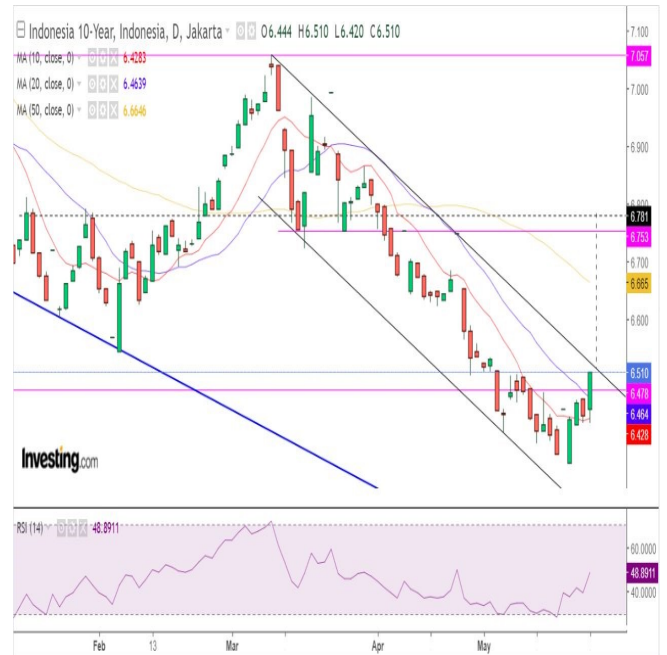 Indonesia 10-Year, Indonesia, D, Jakarta O6.444 H6.510 L6.420 C6.510
MA (10, close, 0) 6.4283
MA (20, close, 0) 6.4639
MA (50, close, 0) 6.6646
7.100
7.057
7.000
6.900
6.800
6.781
6.753
6.700
6.665
6.600
6.510
6.478
6.464
6.428
Investing.com
RSI (14) 48.8911
60.0000
48.8911
40.0000
Feb 13 Mar Apr May